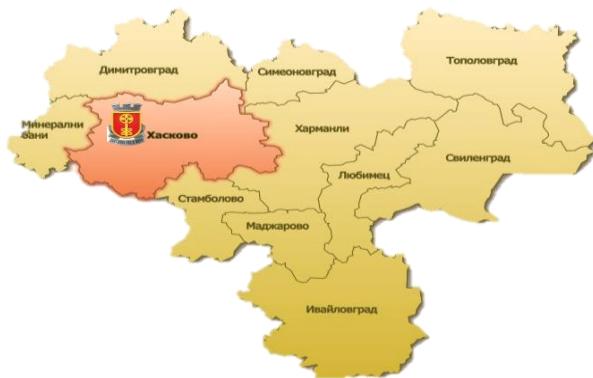 Тополовград
Димитровград
Симеоновград
Минерални
бани
Хасково
Харманли
Свиленград
Любимец
Стамболово
Маджарово
Ивайловград